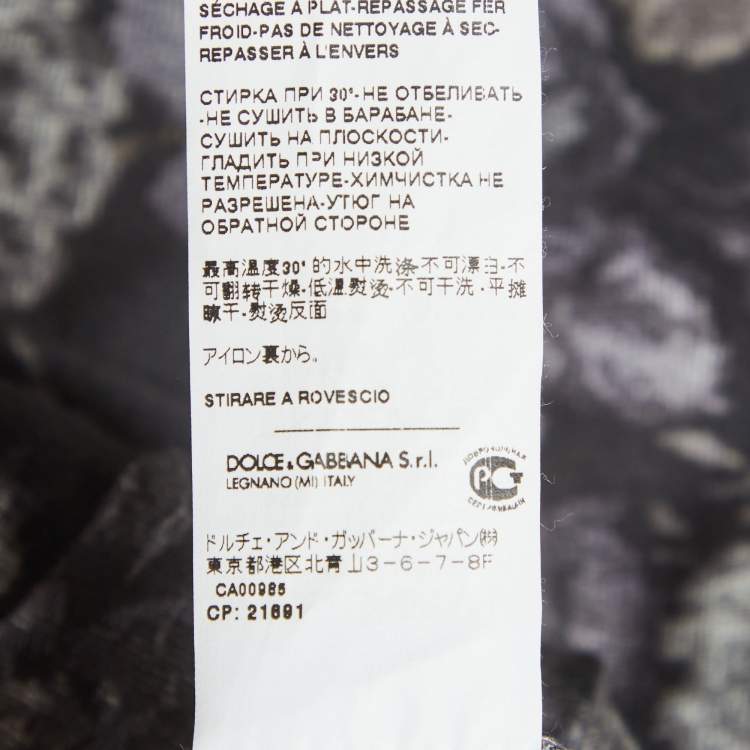 SÉCHAGE À PLAT-REPASSAGE FER
FROID-PAS DE NETTOYAGE À SEC-
REPASSER À L'ENVERS
СТИРКА ПРИ 30°-НЕ ОТБЕЛИВАТЬ
-НЕ СУШИТЬ В БАРАБАНЕ-
СУШИТЬ НА ПЛОСКОСТИ-
ГЛАДИТЬ ПРИ НИЗКОЙ
ТЕМПЕРАТУРЕ-ХИМЧИСТКА НЕ
РАЗРЕШЕНА-УТЮГ НА
ОБРАТНОЙ СТОРОНЕ
最高温度30°的水中洗涤-不可漂白-不
可翻转干燥-低温熨烫-不可干洗-平摊
晾干-熨烫反面
アイロン裏から。
STIRARE A ROVESCIO
DOLCE & GABBANA S.r.l.
LEGNANO (MI) ITALY
РСТ
ドルチェ・アンド・ガッバーナ・ジャパン㈱
東京都港区北青山3-6-7-8F
CA00985
CP: 21691